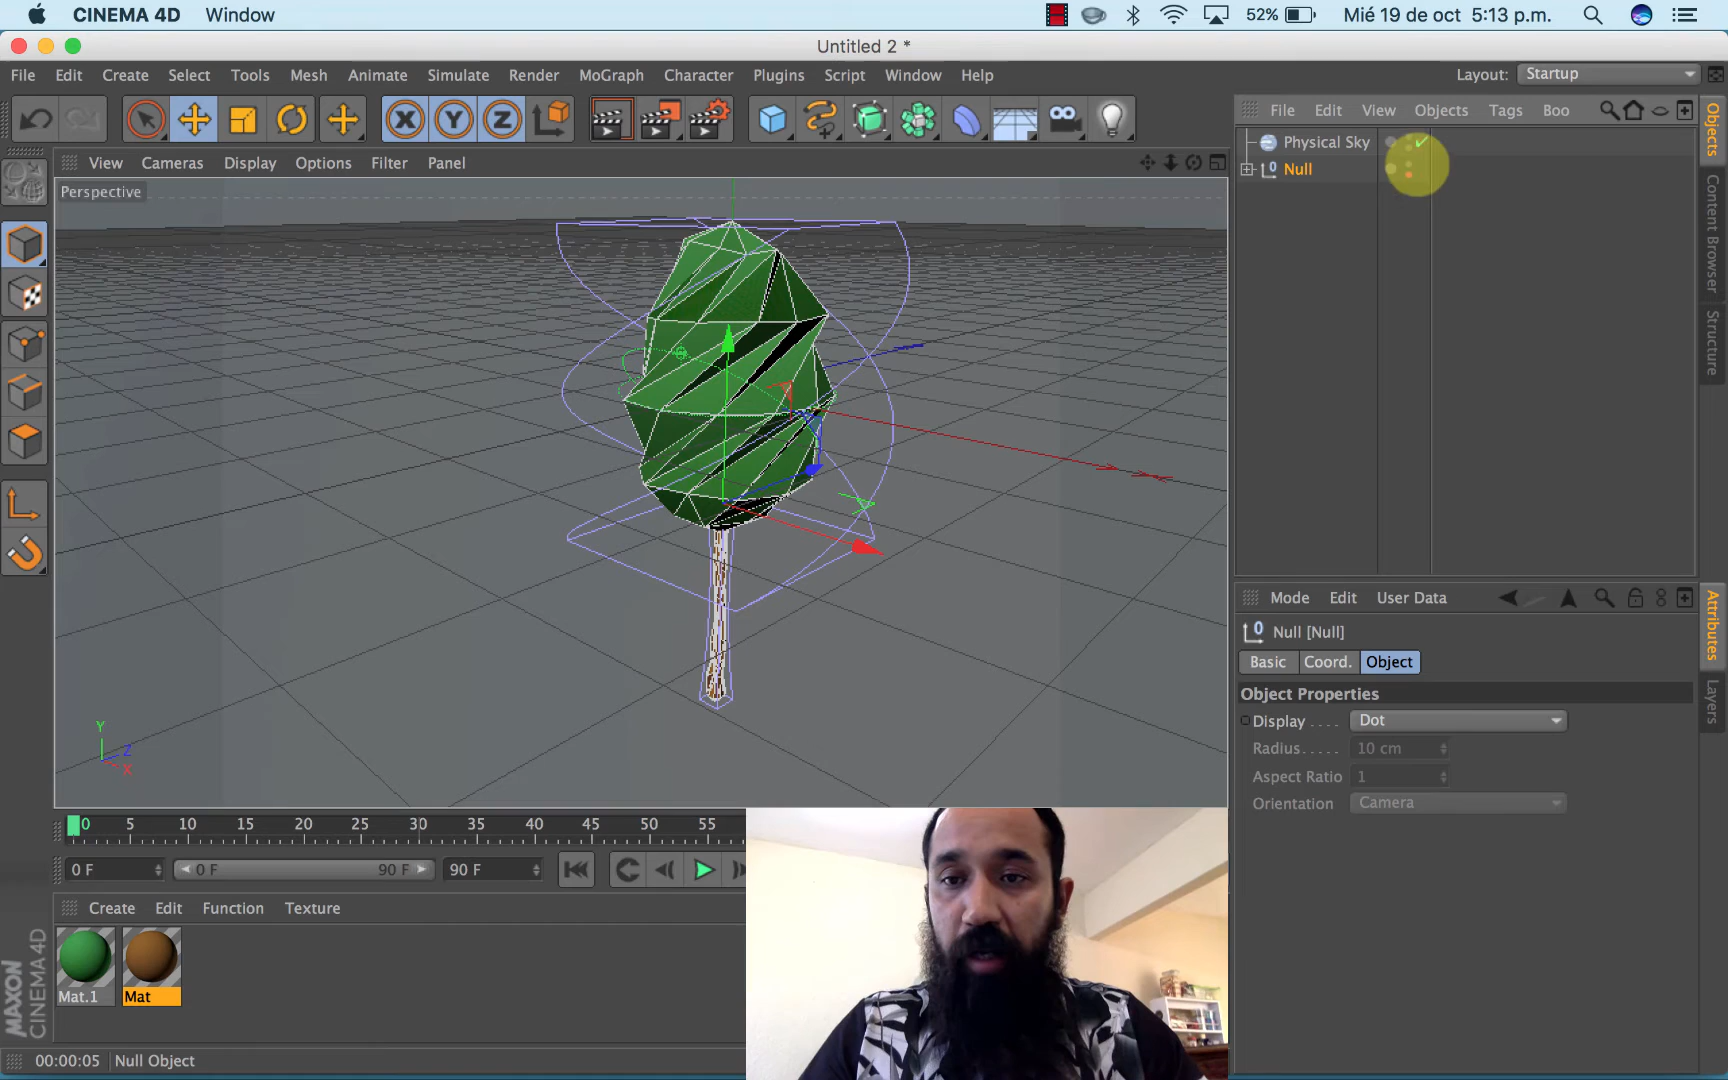 CINEMA 4D Window 52% Mié 19 de oct 5:13 p.m.
Untitled 2 *
File Edit Create Select Tools Mesh Animate Simulate Render MoGraph Character Plugins Script Window Help Layout: Startup
X Y Z
File Edit View Objects Tags Boo
Objects
Content Browser
Structure
View Cameras Display Options Filter Panel
Perspective
Physical Sky
0 Null
Y
Z
X
Mode Edit User Data
Attributes
Layers
0 Null [Null]
Basic Coord. Object
Object Properties
Display .... Dot
Radius..... 10 cm
Aspect Ratio 1
Orientation Camera
0 5 10 15 20 25 30 35 40 45 50 55
0 F 0 F 90 F 90 F
Create Edit Function Texture
Mat.1 Mat
MAXON
CINEMA 4D
00:00:05 Null Object